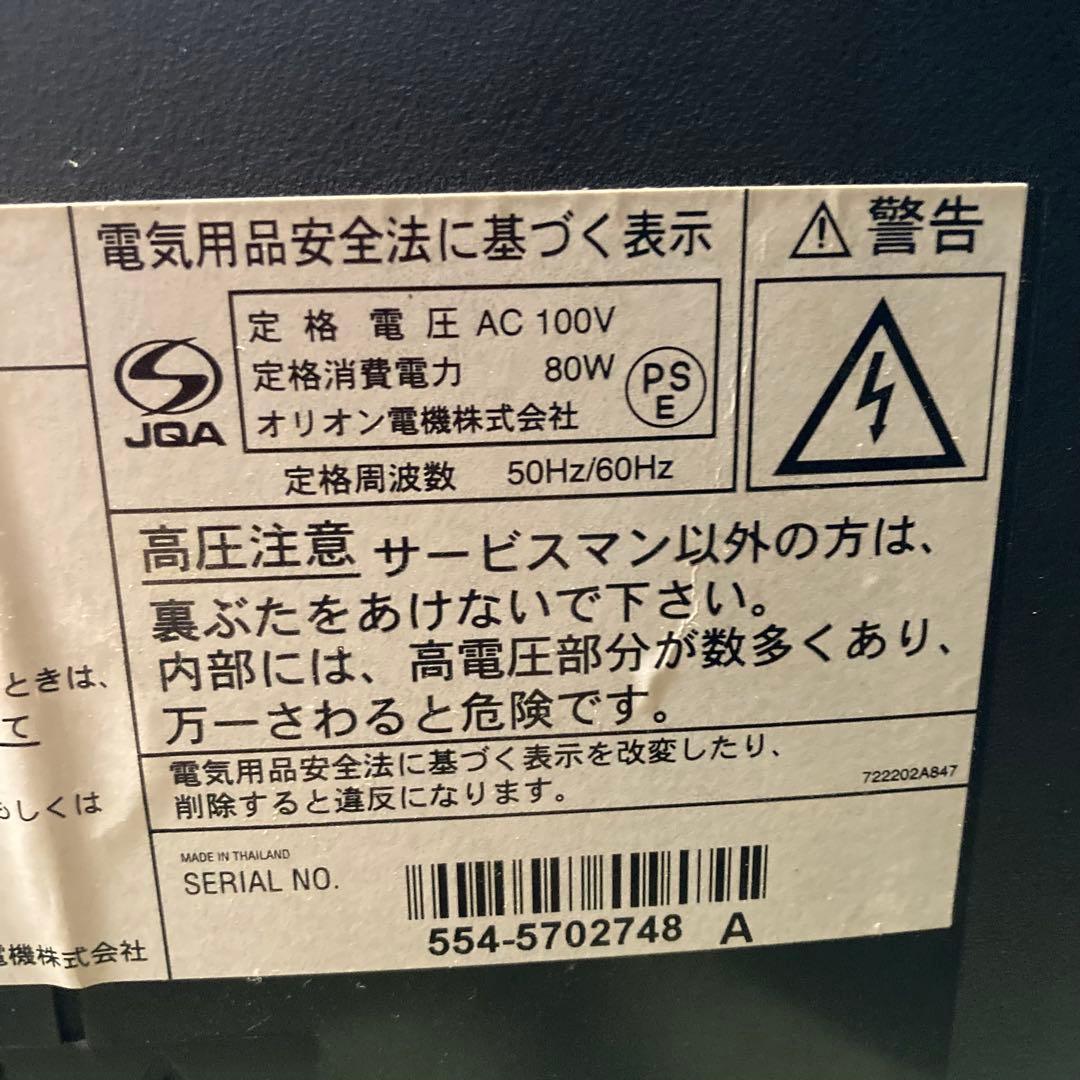 電気用品安全法に基づく表示
定格電圧 AC 100V
定格消費電力 80W
オリオン電機株式会社
PS
E
JQA
定格周波数 50Hz/60Hz
警告
高圧注意 サービスマン以外の方は、
裏ぶたをあけないで下さい。
内部には、高電圧部分が数多くあり、
万一さわると危険です。
電気用品安全法に基づく表示を改変したり、
削除すると違反になります。
722202A847
MADE IN THAILAND
SERIAL NO.
554-5702748 A
ときは、
て
もしくは
電機株式会社